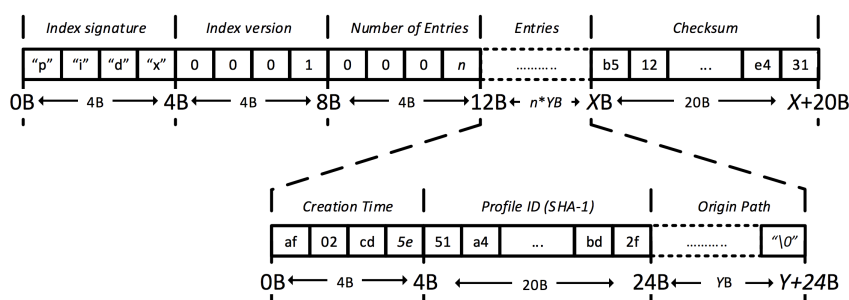 Index signature Index version Number of Entries Entries Checksum
“p” “i” “d” “x” 0 0 0 1 0 0 0 n ........... b5 12 ... e4 31
0B 4B 4B 4B 8B 4B 12B n*YB XB 20B X+20B
Creation Time Profile ID (SHA-1) Origin Path
af 02 cd 5e 51 a4 ... bd 2f ........... “\0”
0B 4B 4B 20B 24B YB Y+24B